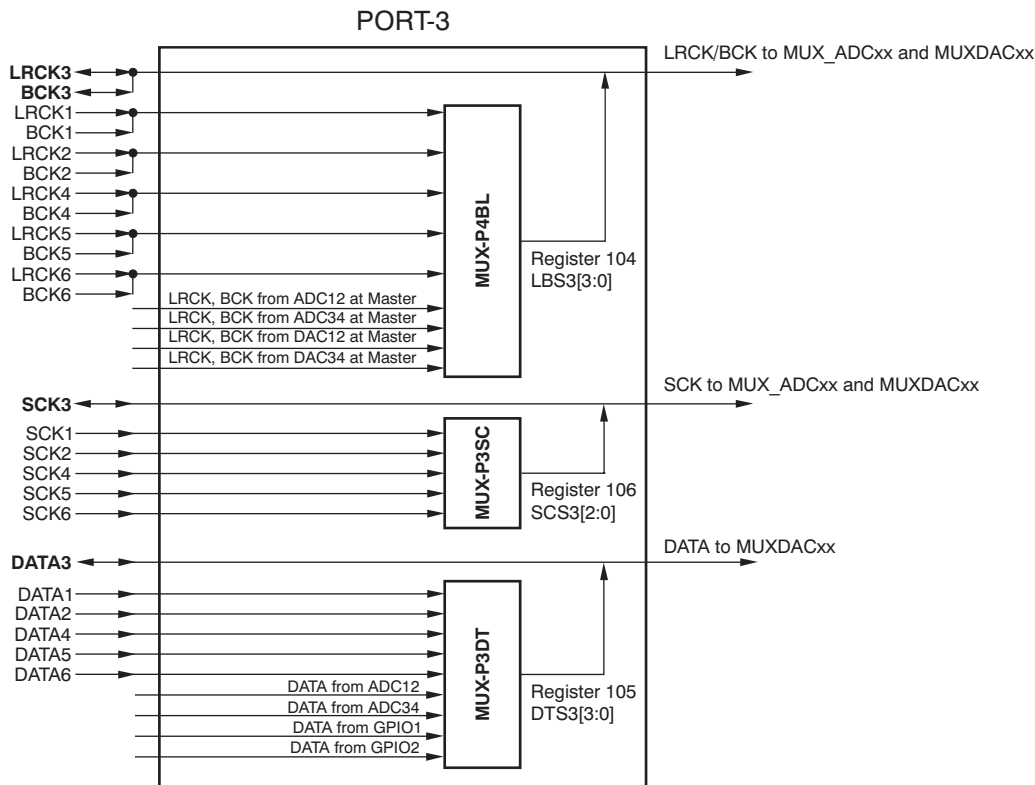 PORT-3
LRCK/BCK to MUX_ADCxx and MUXDACxx
LRCK3
BCK3
LRCK1
BCK1
LRCK2
BCK2
LRCK4
BCK4
LRCK5
BCK5
LRCK6
BCK6
LRCK, BCK from ADC12 at Master
LRCK, BCK from ADC34 at Master
LRCK, BCK from DAC12 at Master
LRCK, BCK from DAC34 at Master
MUX-P4BL
Register 104
LBS3[3:0]
SCK to MUX_ADCxx and MUXDACxx
SCK3
SCK1
SCK2
SCK4
SCK5
SCK6
MUX-P3SC
Register 106
SCS3[2:0]
DATA to MUXDACxx
DATA3
DATA1
DATA2
DATA4
DATA5
DATA6
DATA from ADC12
DATA from ADC34
DATA from GPIO1
DATA from GPIO2
MUX-P3DT
Register 105
DTS3[3:0]